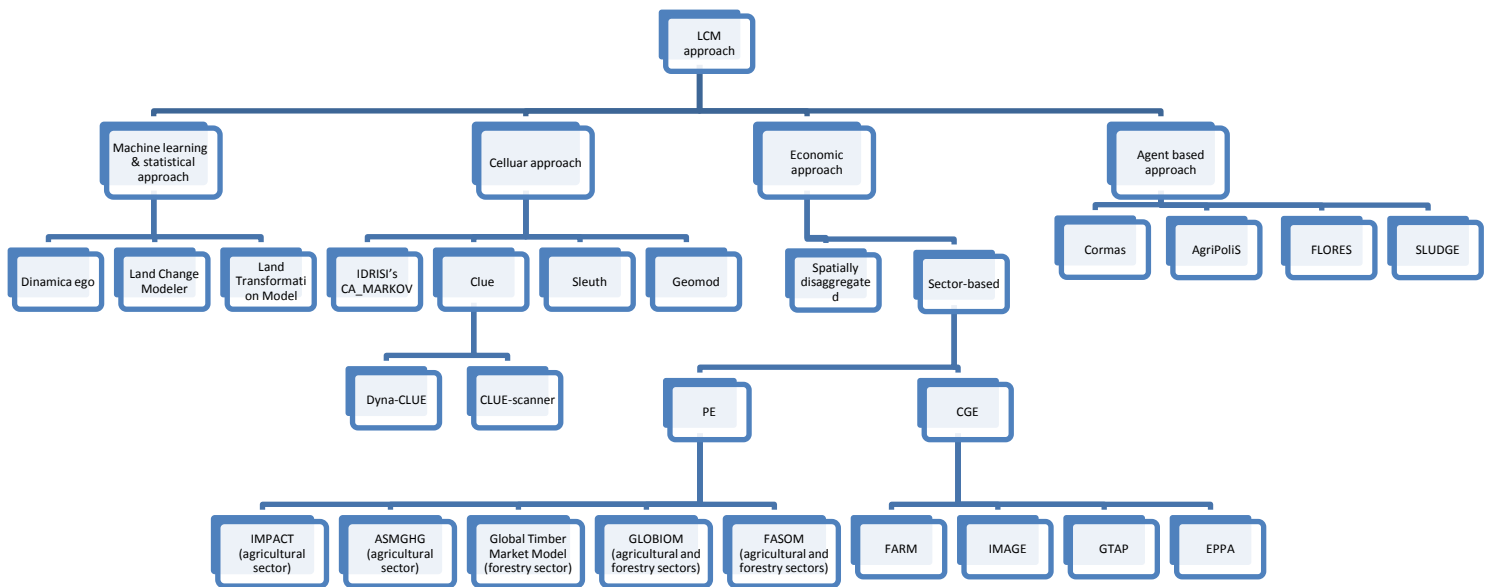 LCM
approach
Machine learning
& statistical
approach
Celluar approach
Economic
approach
Agent based
approach
Dinamica ego
Land Change
Modeler
Land
Transformati
on Model
IDRISI's
CA_MARKOV
Clue
Sleuth
Geomod
Spatially
disaggregate
d
Sector-based
Cormas
AgriPoliS
FLORES
SLUDGE
Dyna-CLUE
CLUE-scanner
PE
CGE
IMPACT
(agricultural
sector)
ASMGHG
(agricultural
sector)
Global Timber
Market Model
(forestry sector)
GLOBIOM
(agricultural and
forestry sectors)
FASOM
(agricultural and
forestry sectors)
FARM
IMAGE
GTAP
EPPA